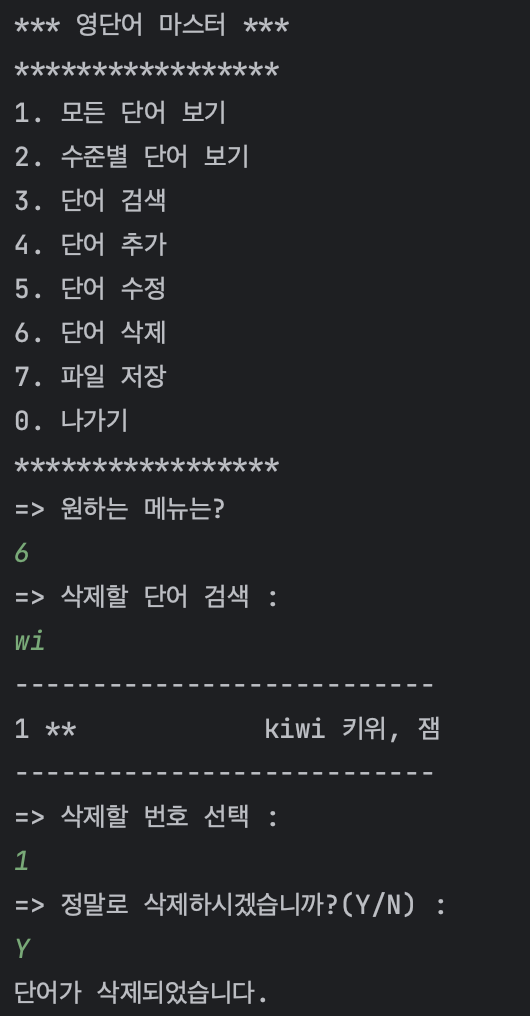 *** 영단어 마스터 ***
*****************
1. 모든 단어 보기
2. 수준별 단어 보기
3. 단어 검색
4. 단어 추가
5. 단어 수정
6. 단어 삭제
7. 파일 저장
0. 나가기
*****************
=> 원하는 메뉴는?
6
=> 삭제할 단어 검색 :
wi
----------------------------
1 **            kiwi 키위, 잼
----------------------------
=> 삭제할 번호 선택 :
1
=> 정말로 삭제하시겠습니까?(Y/N) :
Y
단어가 삭제되었습니다.